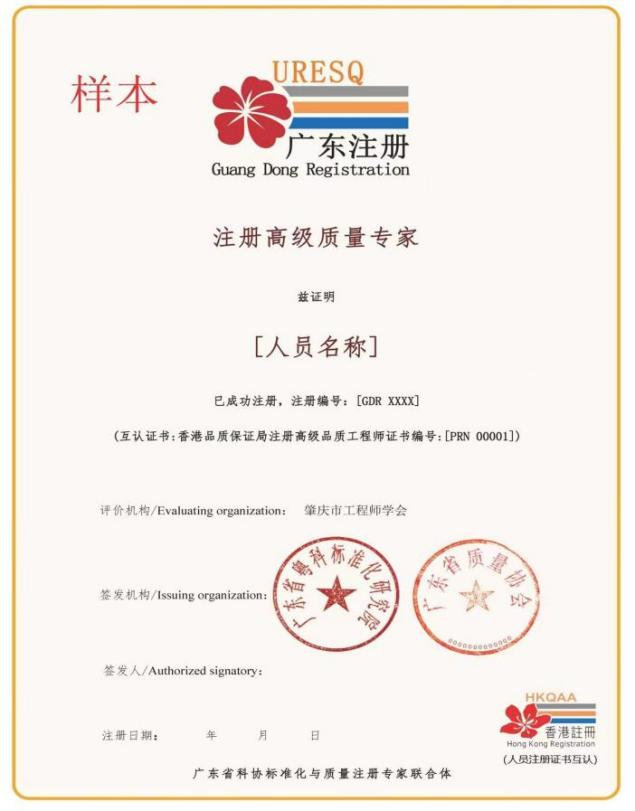 样本
URESQ
广东注册
Guang Dong Registration
注册高级质量专家
兹证明
[人员名称]
已成功注册，注册编号：[GDR XXXX]
(互认证书:香港品质保证局注册高级品质工程师证书编号:[PRN 00001])
评价机构/Evaluating organization： 肇庆市工程师学会
签发机构/Issuing organization：
广东省粤科标准化研究院
广东省质量协会
0000000000000
签发人/Authorized signatory：
注册日期： 年 月 日
HKQAA
香港註冊
Hong Kong Registration
(人员注册证书互认)
广东省科协标准化与质量注册专家联合体